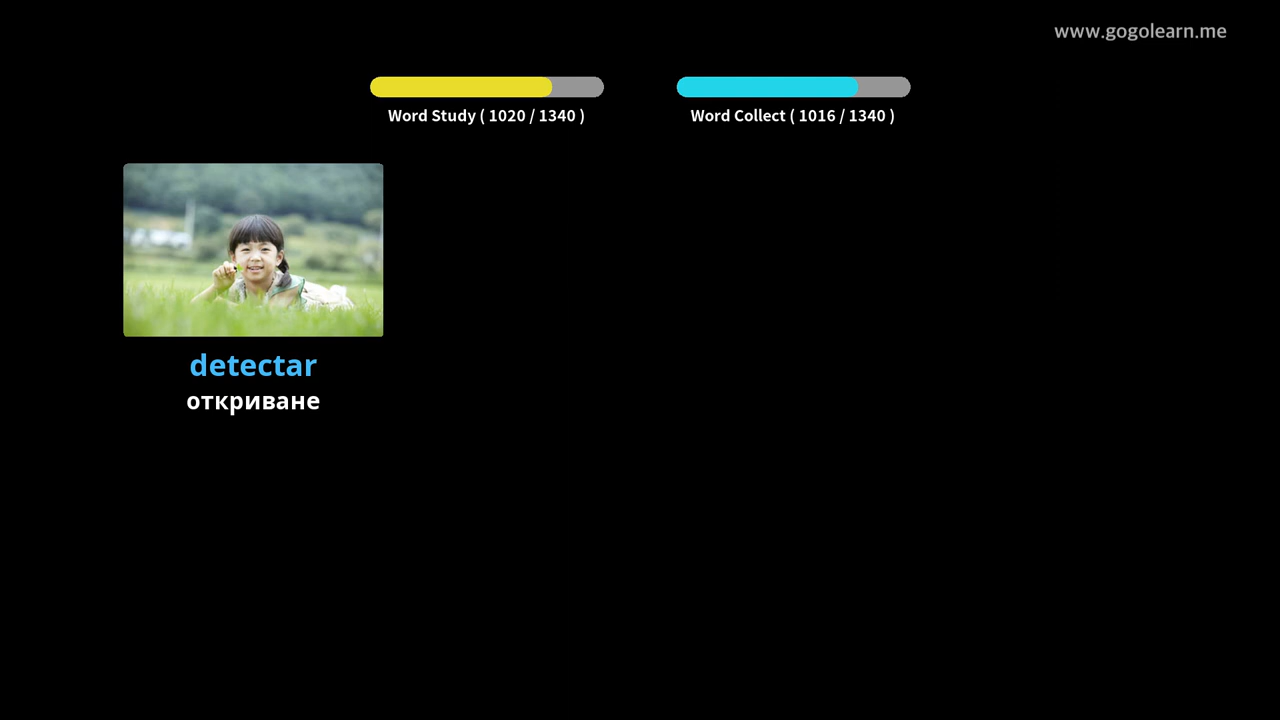 www.gogolearn.me
Word Study ( 1020 / 1340 )
Word Collect ( 1016 / 1340 )
detectar
откриване